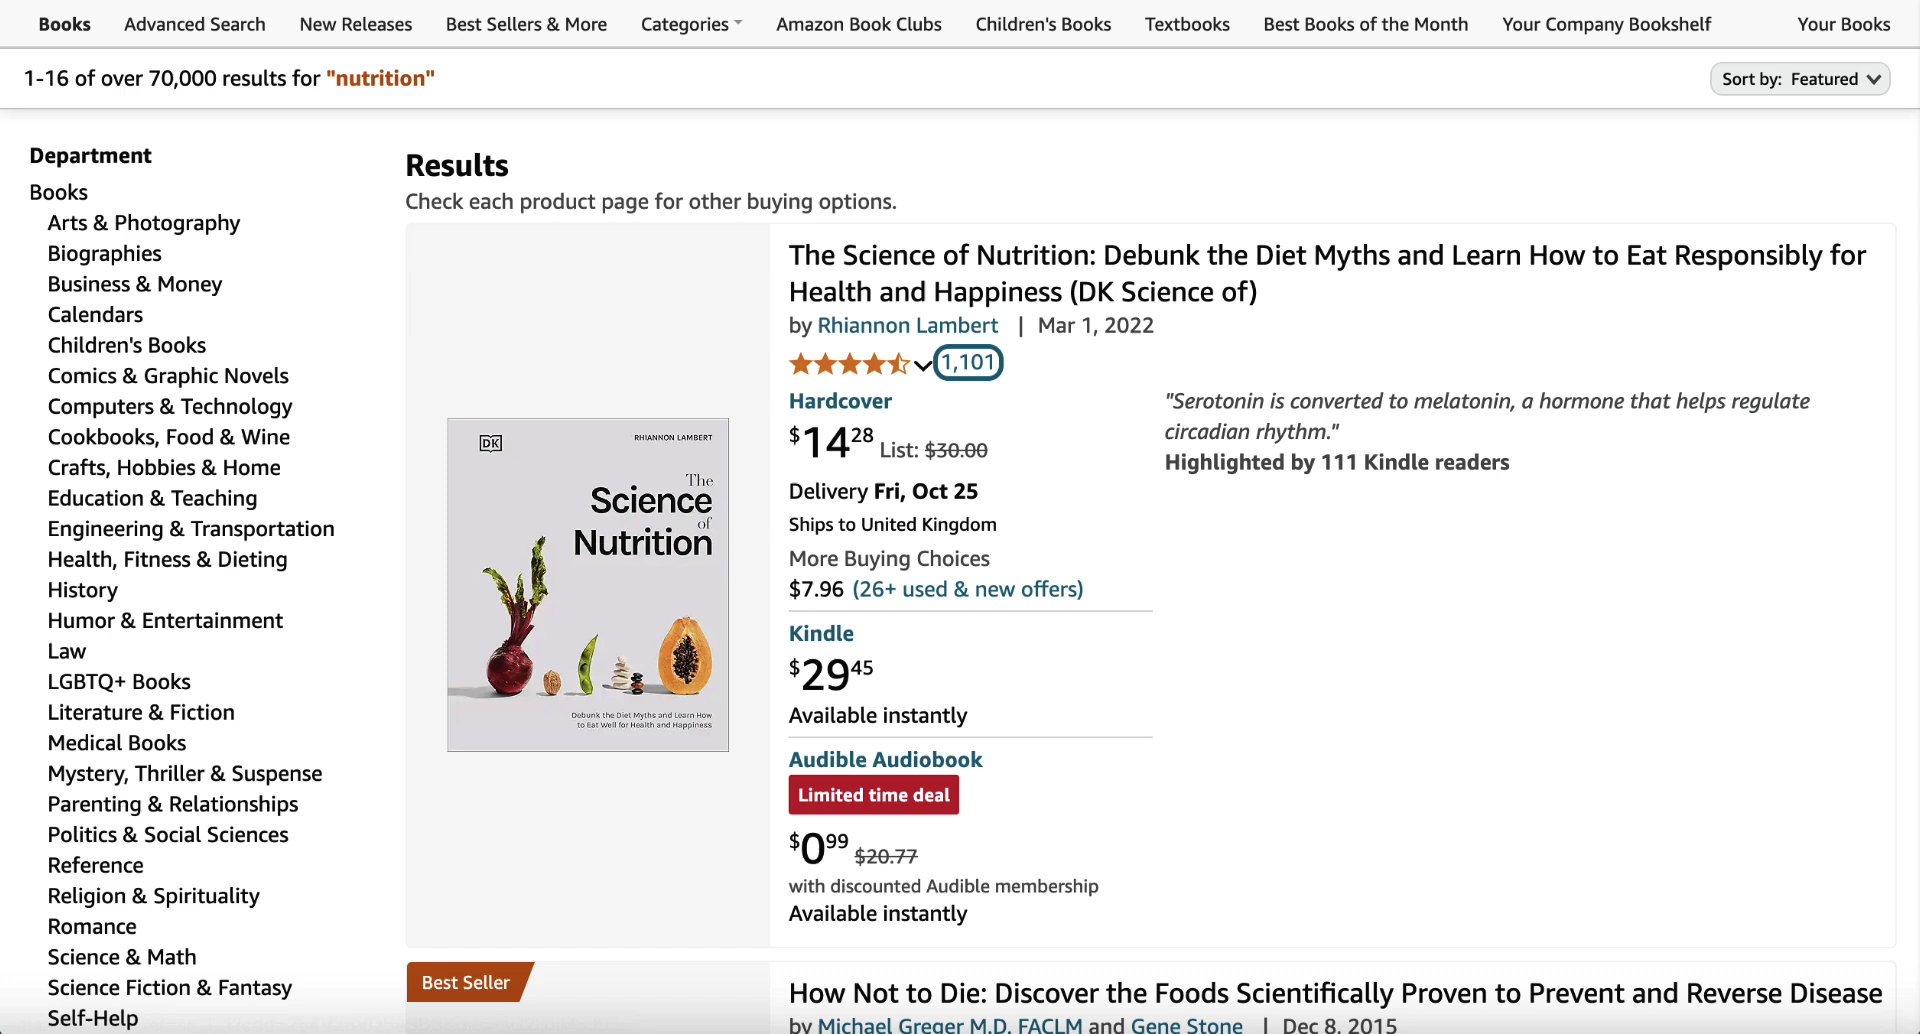 Books Advanced Search New Releases Best Sellers & More Categories Amazon Book Clubs Children's Books Textbooks Best Books of the Month Your Company Bookshelf Your Books
1-16 of over 70,000 results for "nutrition"
Sort by: Featured
Department
Books
Arts & Photography
Biographies
Business & Money
Calendars
Children's Books
Comics & Graphic Novels
Computers & Technology
Cookbooks, Food & Wine
Crafts, Hobbies & Home
Education & Teaching
Engineering & Transportation
Health, Fitness & Dieting
History
Humor & Entertainment
Law
LGBTQ+ Books
Literature & Fiction
Medical Books
Mystery, Thriller & Suspense
Parenting & Relationships
Politics & Social Sciences
Reference
Religion & Spirituality
Romance
Science & Math
Science Fiction & Fantasy
Self-Help
Results
Check each product page for other buying options.
DK
RHIANNON LAMBERT
The
Science
of
Nutrition
Debunk the Diet Myths and Learn How
to Eat Well for Health and Happiness
The Science of Nutrition: Debunk the Diet Myths and Learn How to Eat Responsibly for
Health and Happiness (DK Science of)
by Rhiannon Lambert | Mar 1, 2022
1,101
Hardcover
$14.28 List: $30.00
Delivery Fri, Oct 25
Ships to United Kingdom
More Buying Choices
$7.96 (26+ used & new offers)
Kindle
$29.45
Available instantly
Audible Audiobook
Limited time deal
$0.99 $20.77
with discounted Audible membership
Available instantly
"Serotonin is converted to melatonin, a hormone that helps regulate
circadian rhythm."
Highlighted by 111 Kindle readers
Best Seller
How Not to Die: Discover the Foods Scientifically Proven to Prevent and Reverse Disease
by Michael Greger M.D. FACLM and Gene Stone | Dec 8, 2015